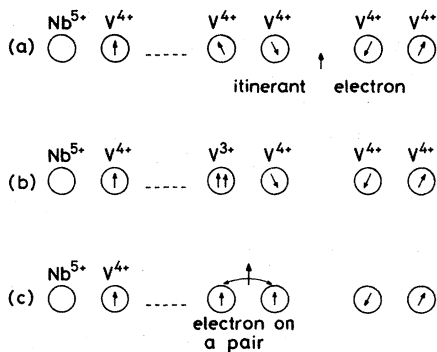 Nb5+ V4+ V4+ V4+ V4+ V4+
(a)
itinerant electron
Nb5+ V4+ V3+ V4+ V4+ V4+
(b)
Nb5+ V4+
(c)
electron on
a pair